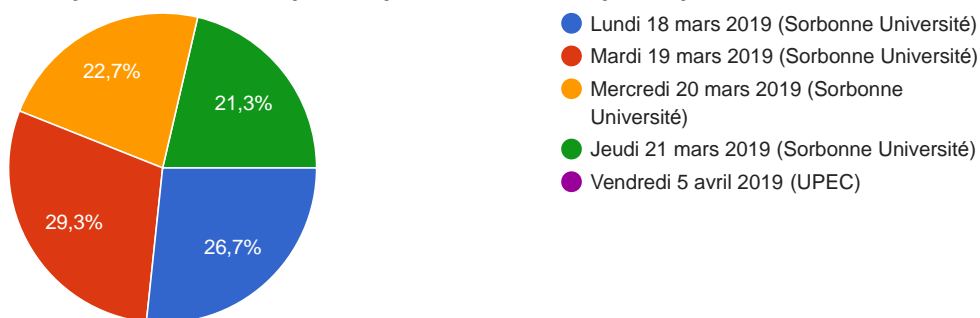 Lundi 18 mars 2019 (Sorbonne Université)
Mardi 19 mars 2019 (Sorbonne Université)
Mercredi 20 mars 2019 (Sorbonne
Université)
Jeudi 21 mars 2019 (Sorbonne Université)
Vendredi 5 avril 2019 (UPEC)
22,7%
21,3%
29,3%
26,7%